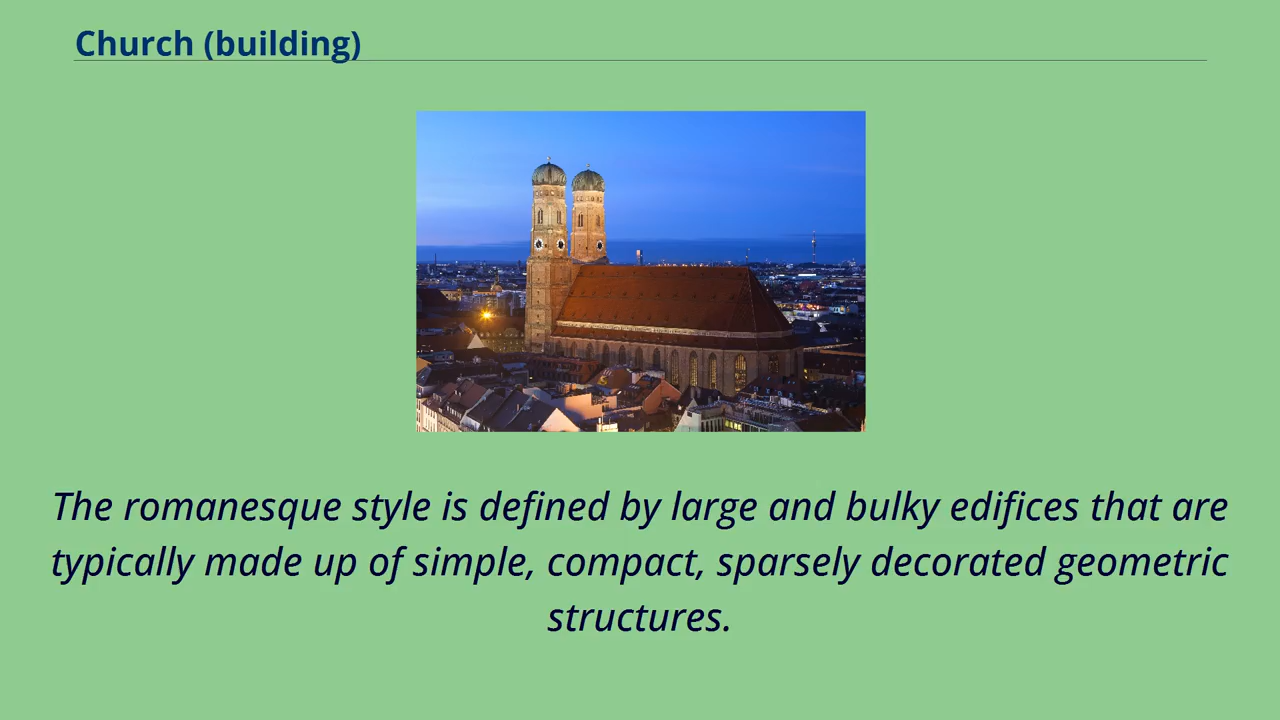 Church (building)
The romanesque style is defined by large and bulky edifices that are
typically made up of simple, compact, sparsely decorated geometric
structures.